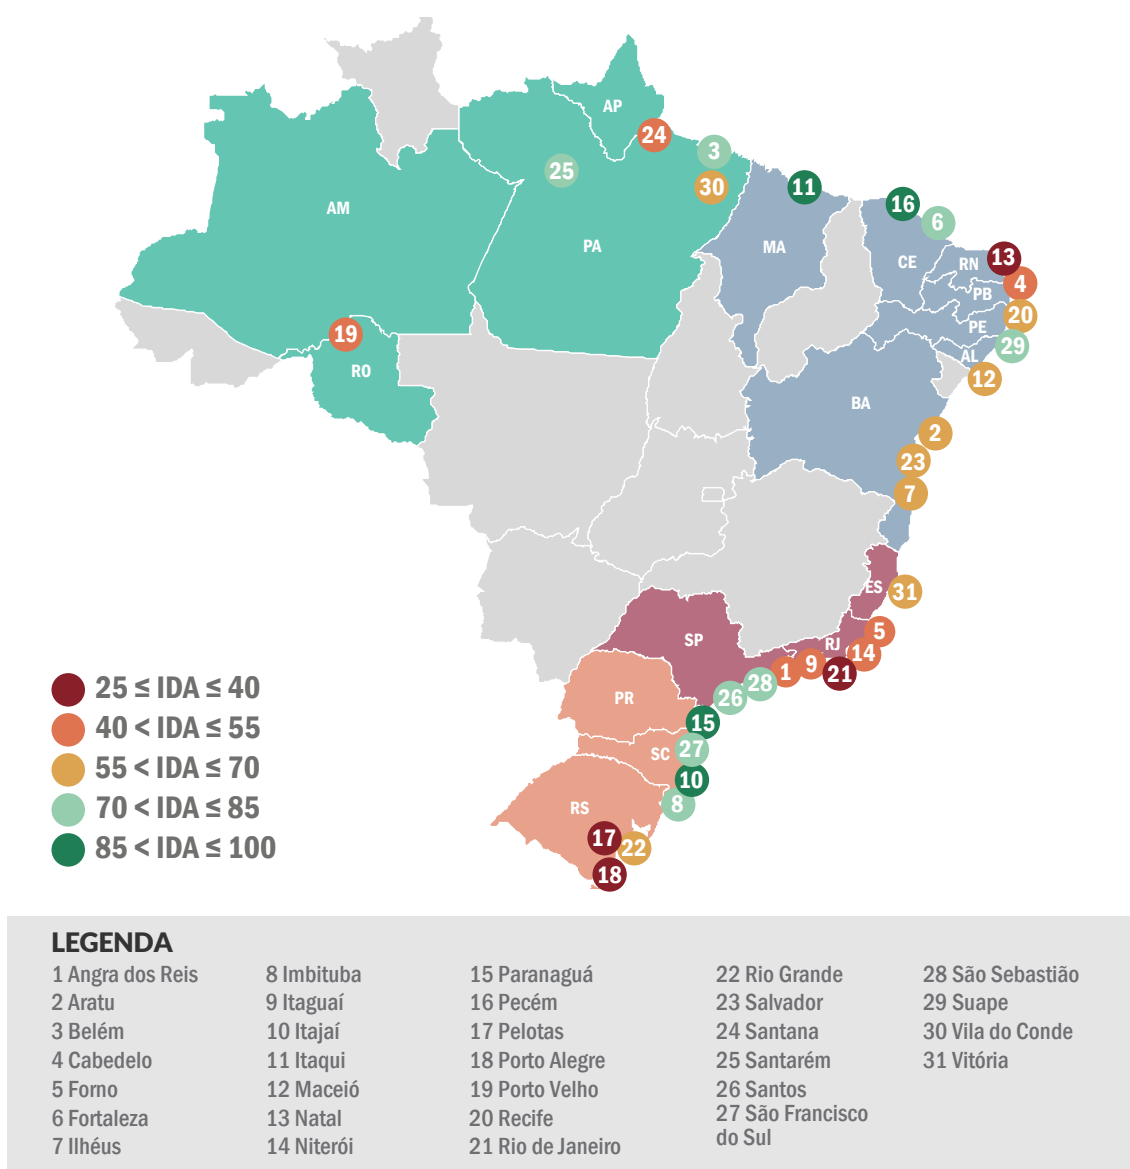 AP
24
3
25
30
11
AM
16
6
PA
MA
CE
RN
13
4
PB
20
PE
19
29
AL
RO
12
BA
2
23
7
ES
31
5
SP
RJ
14
9
1
21
28
26
25 ≤ IDA ≤ 40
PR
15
40 < IDA ≤ 55
27
SC
55 < IDA ≤ 70
10
70 < IDA ≤ 85
8
RS
17
85 < IDA ≤ 100
22
18
LEGENDA
1 Angra dos Reis
2 Aratu
3 Belém
4 Cabedelo
5 Forno
6 Fortaleza
7 Ilhéus
8 Imbituba
9 Itaguaí
10 Itajaí
11 Itaqui
12 Maceió
13 Natal
14 Niterói
15 Paranaguá
16 Pecém
17 Pelotas
18 Porto Alegre
19 Porto Velho
20 Recife
21 Rio de Janeiro
22 Rio Grande
23 Salvador
24 Santana
25 Santarém
26 Santos
27 São Francisco
do Sul
28 São Sebastião
29 Suape
30 Vila do Conde
31 Vitória